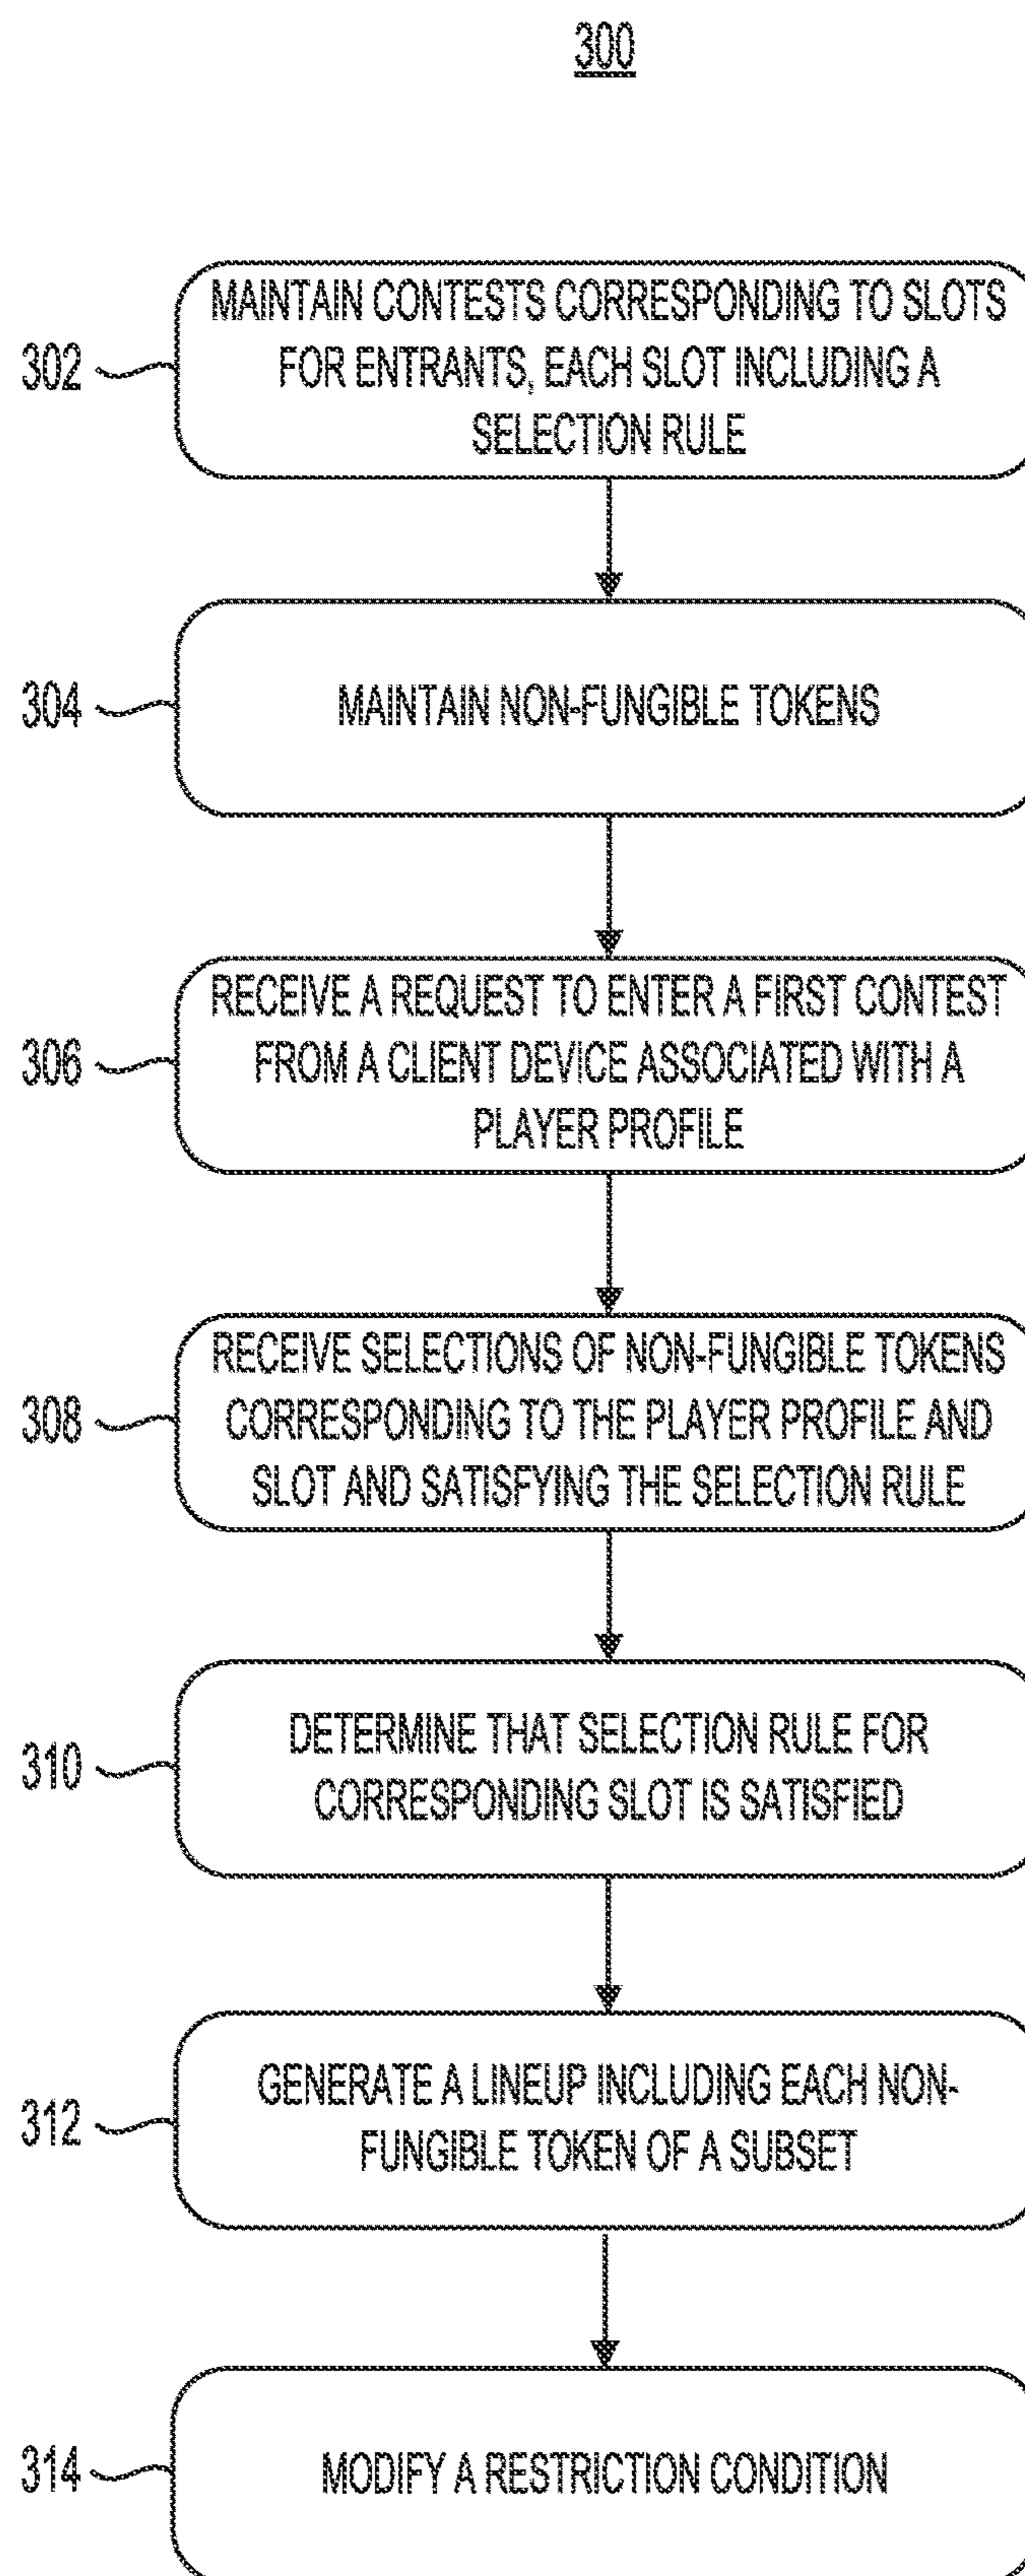 300
302
MAINTAIN CONTESTS CORRESPONDING TO SLOTS
FOR ENTRANTS, EACH SLOT INCLUDING A
SELECTION RULE
304
MAINTAIN NON-FUNGIBLE TOKENS
306
RECEIVE A REQUEST TO ENTER A FIRST CONTEST
FROM A CLIENT DEVICE ASSOCIATED WITH A
PLAYER PROFILE
308
RECEIVE SELECTIONS OF NON-FUNGIBLE TOKENS
CORRESPONDING TO THE PLAYER PROFILE AND
SLOT AND SATISFYING THE SELECTION RULE
310
DETERMINE THAT SELECTION RULE FOR
CORRESPONDING SLOT IS SATISFIED
312
GENERATE A LINEUP INCLUDING EACH NON-
FUNGIBLE TOKEN OF A SUBSET
314
MODIFY A RESTRICTION CONDITION